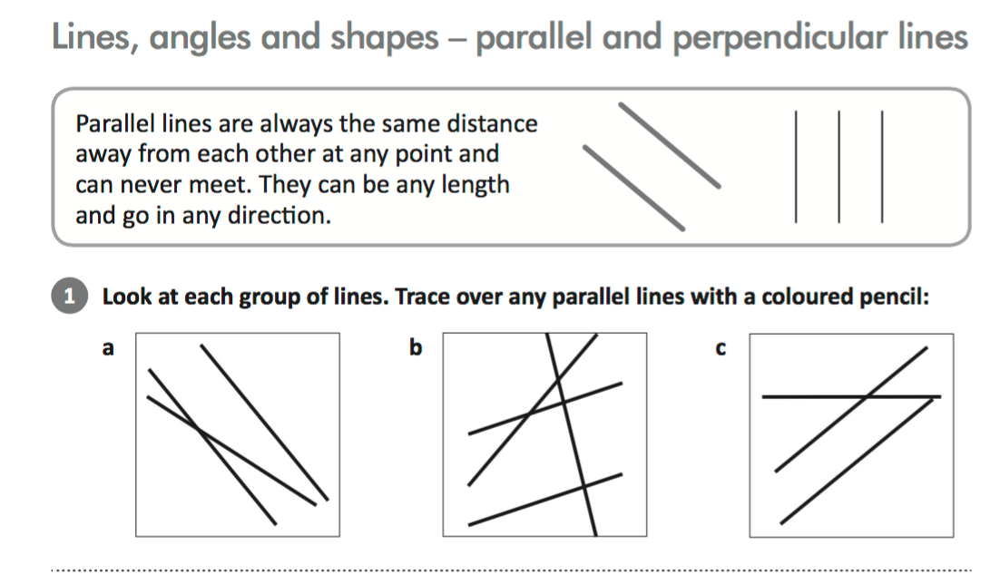 Lines, angles and shapes – parallel and perpendicular lines
Parallel lines are always the same distance
away from each other at any point and
can never meet. They can be any length
and go in any direction.
1 Look at each group of lines. Trace over any parallel lines with a coloured pencil:
a b c